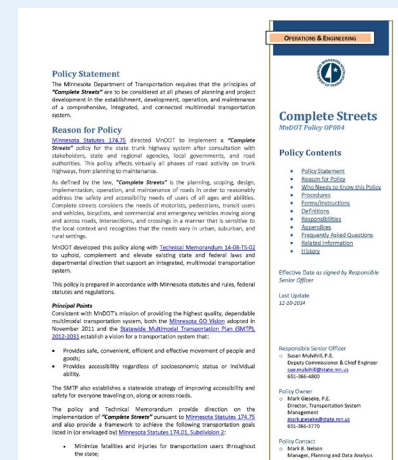 OPERATIONS & ENGINEERING
Policy Statement
The Minnesota Department of Transportation requires that the principles of
"Complete Streets" are to be considered at all phases of planning and project
development in the establishment, development, operation, and maintenance
of a comprehensive, integrated, and connected multimodal transportation
system.
Reason for Policy
Minnesota Statutes 174.75 directed MnDOT to implement a "Complete
Streets" policy for the state trunk highway system after consultation with
stakeholders, state and regional agencies, local governments, and road
authorities. This policy affects virtually all phases of road activity on trunk
highways, from planning to maintenance.
As defined by the law, "Complete Streets" is the planning, scoping, design,
implementation, operation, and maintenance of roads in order to reasonably
address the safety and accessibility needs of users of all ages and abilities.
Complete streets considers the needs of motorists, pedestrians, transit users
and vehicles, bicyclists, and commercial and emergency vehicles moving along
and across roads, intersections, and crossings in a manner that is sensitive to
the local context and recognizes that the needs vary in urban, suburban, and
rural settings.
MnDOT developed this policy along with Technical Memorandum 14-08-TS-02
to uphold, complement and elevate existing state and federal laws and
departmental direction that support an integrated, multimodal transportation
system.
This policy is prepared in accordance with Minnesota statutes and rules, federal
statutes and regulations.
Principal Points
Consistent with MnDOT's mission of providing the highest quality, dependable
multimodal transportation system, both the Minnesota GO Vision adopted in
November 2011 and the Statewide Multimodal Transportation Plan (SMTP),
2012-2031 establish a vision for a transportation system that:
• Provides safe, convenient, efficient and effective movement of people and
goods;
• Provides accessibility regardless of socioeconomic status or individual
ability.
The SMTP also establishes a statewide strategy of improving accessibility and
safety for everyone traveling on, along or across roads.
The policy and Technical Memorandum provide direction on the
implementation of "Complete Streets" pursuant to Minnesota Statutes 174.75
and also provide a framework to achieve the following transportation goals
listed in (or envisaged by) Minnesota Statutes 174.01, Subdivision 2:
• Minimize fatalities and injuries for transportation users throughout
the state;
Complete Streets
MnDOT Policy OP004
Policy Contents
• Policy Statement
• Reason for Policy
• Who Needs to Know this Policy
• Procedures
• Forms/Instructions
• Definitions
• Responsibilities
• Appendices
• Frequently Asked Questions
• Related Information
• History
Effective Date as signed by Responsible
Senior Officer
Last Update
12-10-2014
Responsible Senior Officer
○ Susan Mulvihill, P.E.
Deputy Commissioner & Chief Engineer
sue.mulvihill@state.mn.us
651-366-4800
Policy Owner
○ Mark Gieseke, P.E.
Director, Transportation System
Management
mark.gieseke@state.mn.us
651-366-3770
Policy Contact
○ Mark B. Nelson
Manager, Planning and Data Analysis